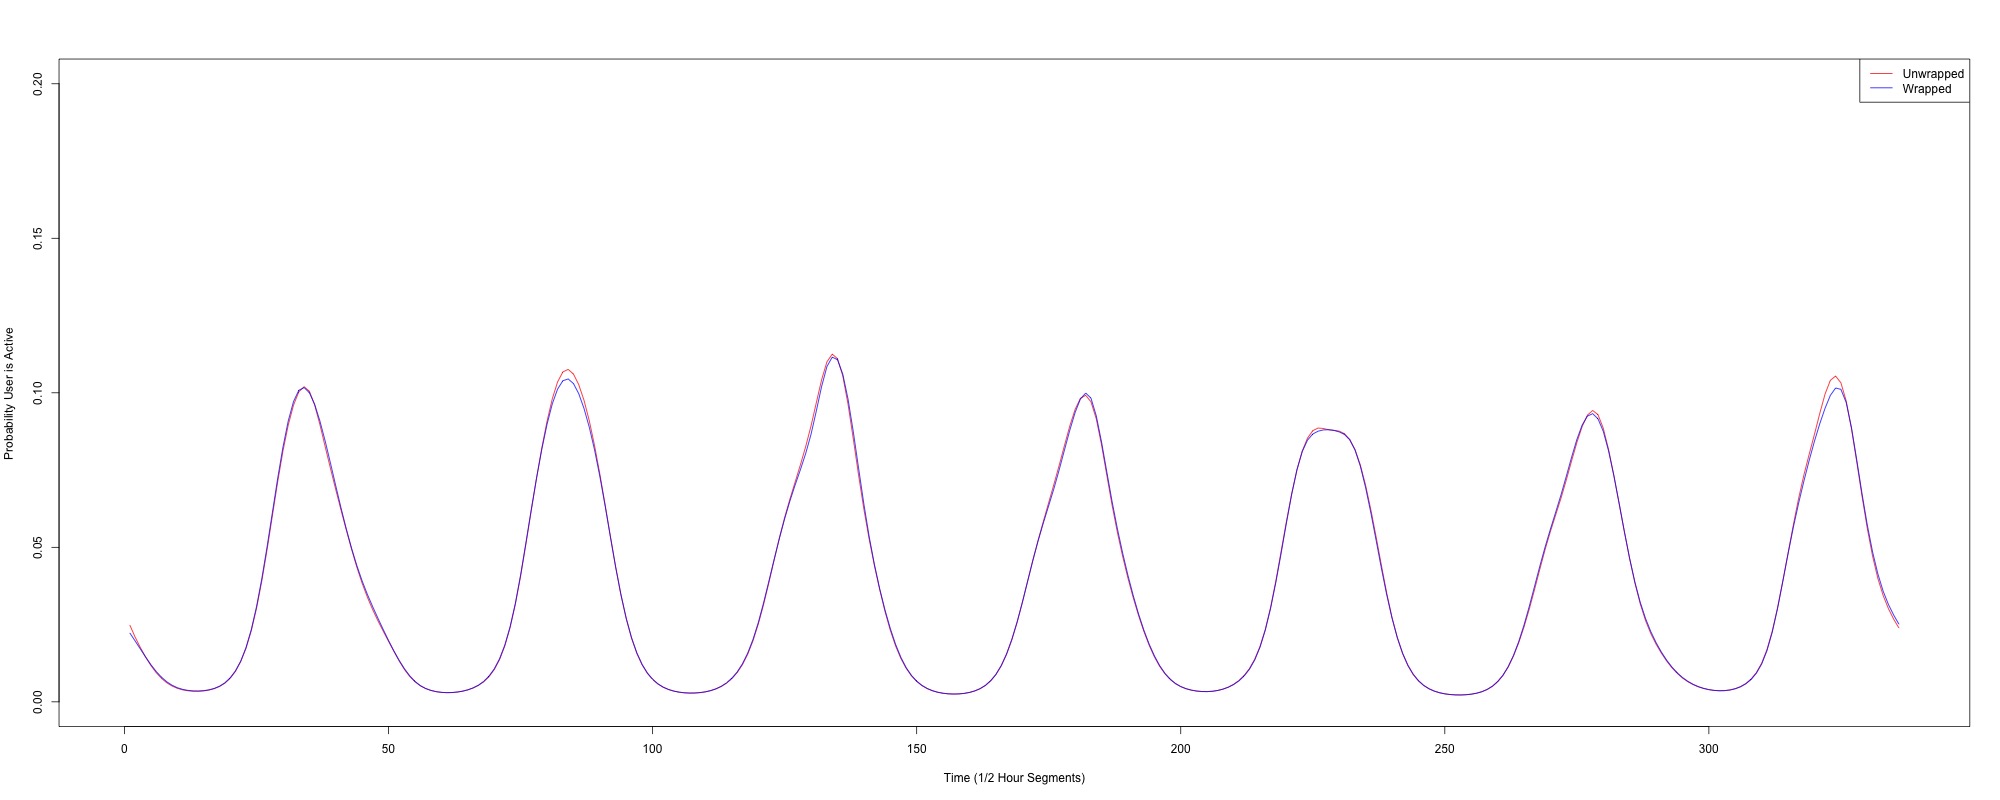 Unwrapped
Wrapped
0.20
0.15
0.10
0.05
0.00
Probability User is Active
0 50 100 150 200 250 300
Time (1/2 Hour Segments)